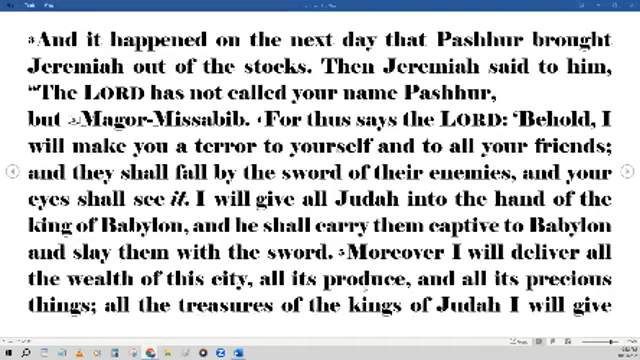 ³And it happened on the next day that Pashhur brought
Jeremiah out of the stocks. Then Jeremiah said to him,
“The LORD has not called your name Pashhur,
but Magor-Missabib. ⁴For thus says the LORD: ‘Behold, I
will make you a terror to yourself and to all your friends;
and they shall fall by the sword of their enemies, and your
eyes shall see it. I will give all Judah into the hand of the
king of Babylon, and he shall carry them captive to Babylon
and slay them with the sword. ⁵Moreover I will deliver all
the wealth of this city, all its produce, and all its precious
things; all the treasures of the kings of Judah I will give